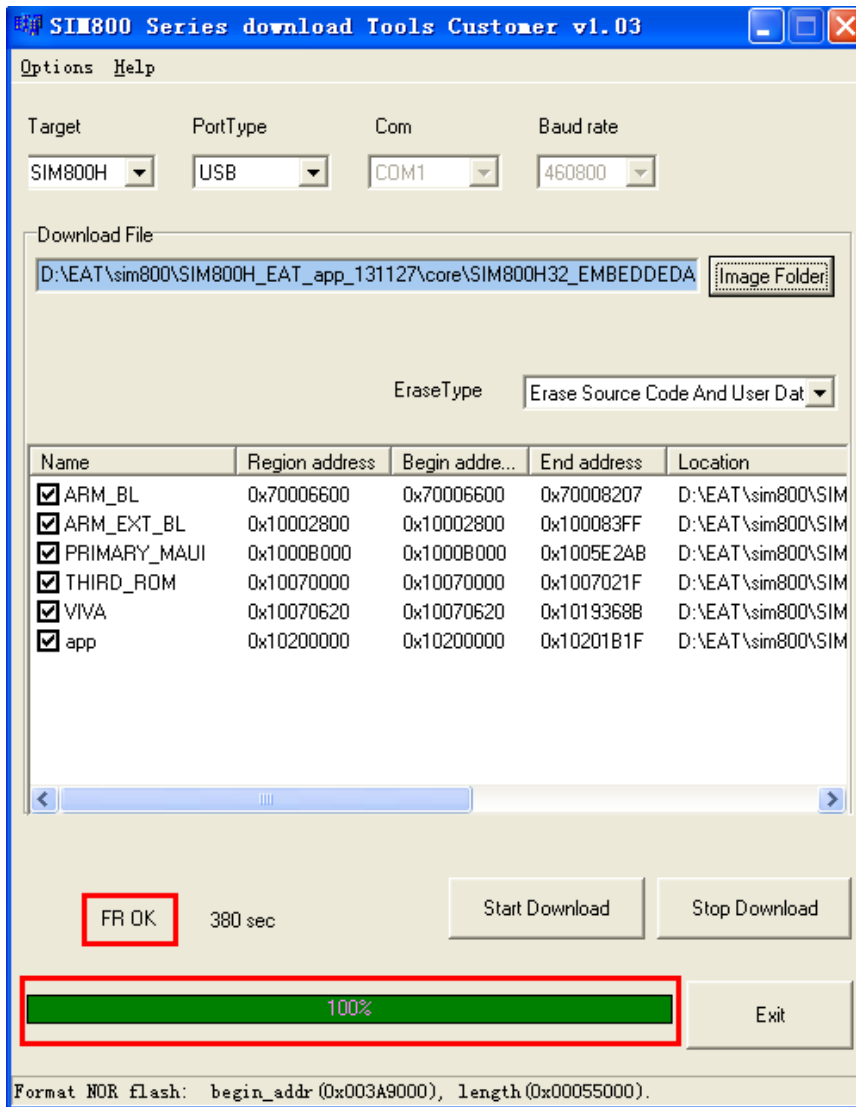 SIM800 Series download Tools Customer v1.03
Options Help
Target PortType Com Baud rate
SIM800H USB COM1 460800
Download File
D:\EAT\sim800\SIM800H_EAT_app_131127\core\SIM800H32_EMBEDDEDA Image Folder
EraseType Erase Source Code And User Dat
Name Region address Begin addre... End address Location
ARM_BL 0x70006600 0x70006600 0x70008207 D:\EAT\sim800\SIM
ARM_EXT_BL 0x10002800 0x10002800 0x100083FF D:\EAT\sim800\SIM
PRIMARY_MAUI 0x1000B000 0x1000B000 0x1005E2AB D:\EAT\sim800\SIM
THIRD_ROM 0x10070000 0x10070000 0x1007021F D:\EAT\sim800\SIM
VIVA 0x10070620 0x10070620 0x1019368B D:\EAT\sim800\SIM
app 0x10200000 0x10200000 0x10201B1F D:\EAT\sim800\SIM
FR OK 380 sec Start Download Stop Download
100% Exit
Format NOR flash: begin_addr(0x003A9000), length(0x00055000).